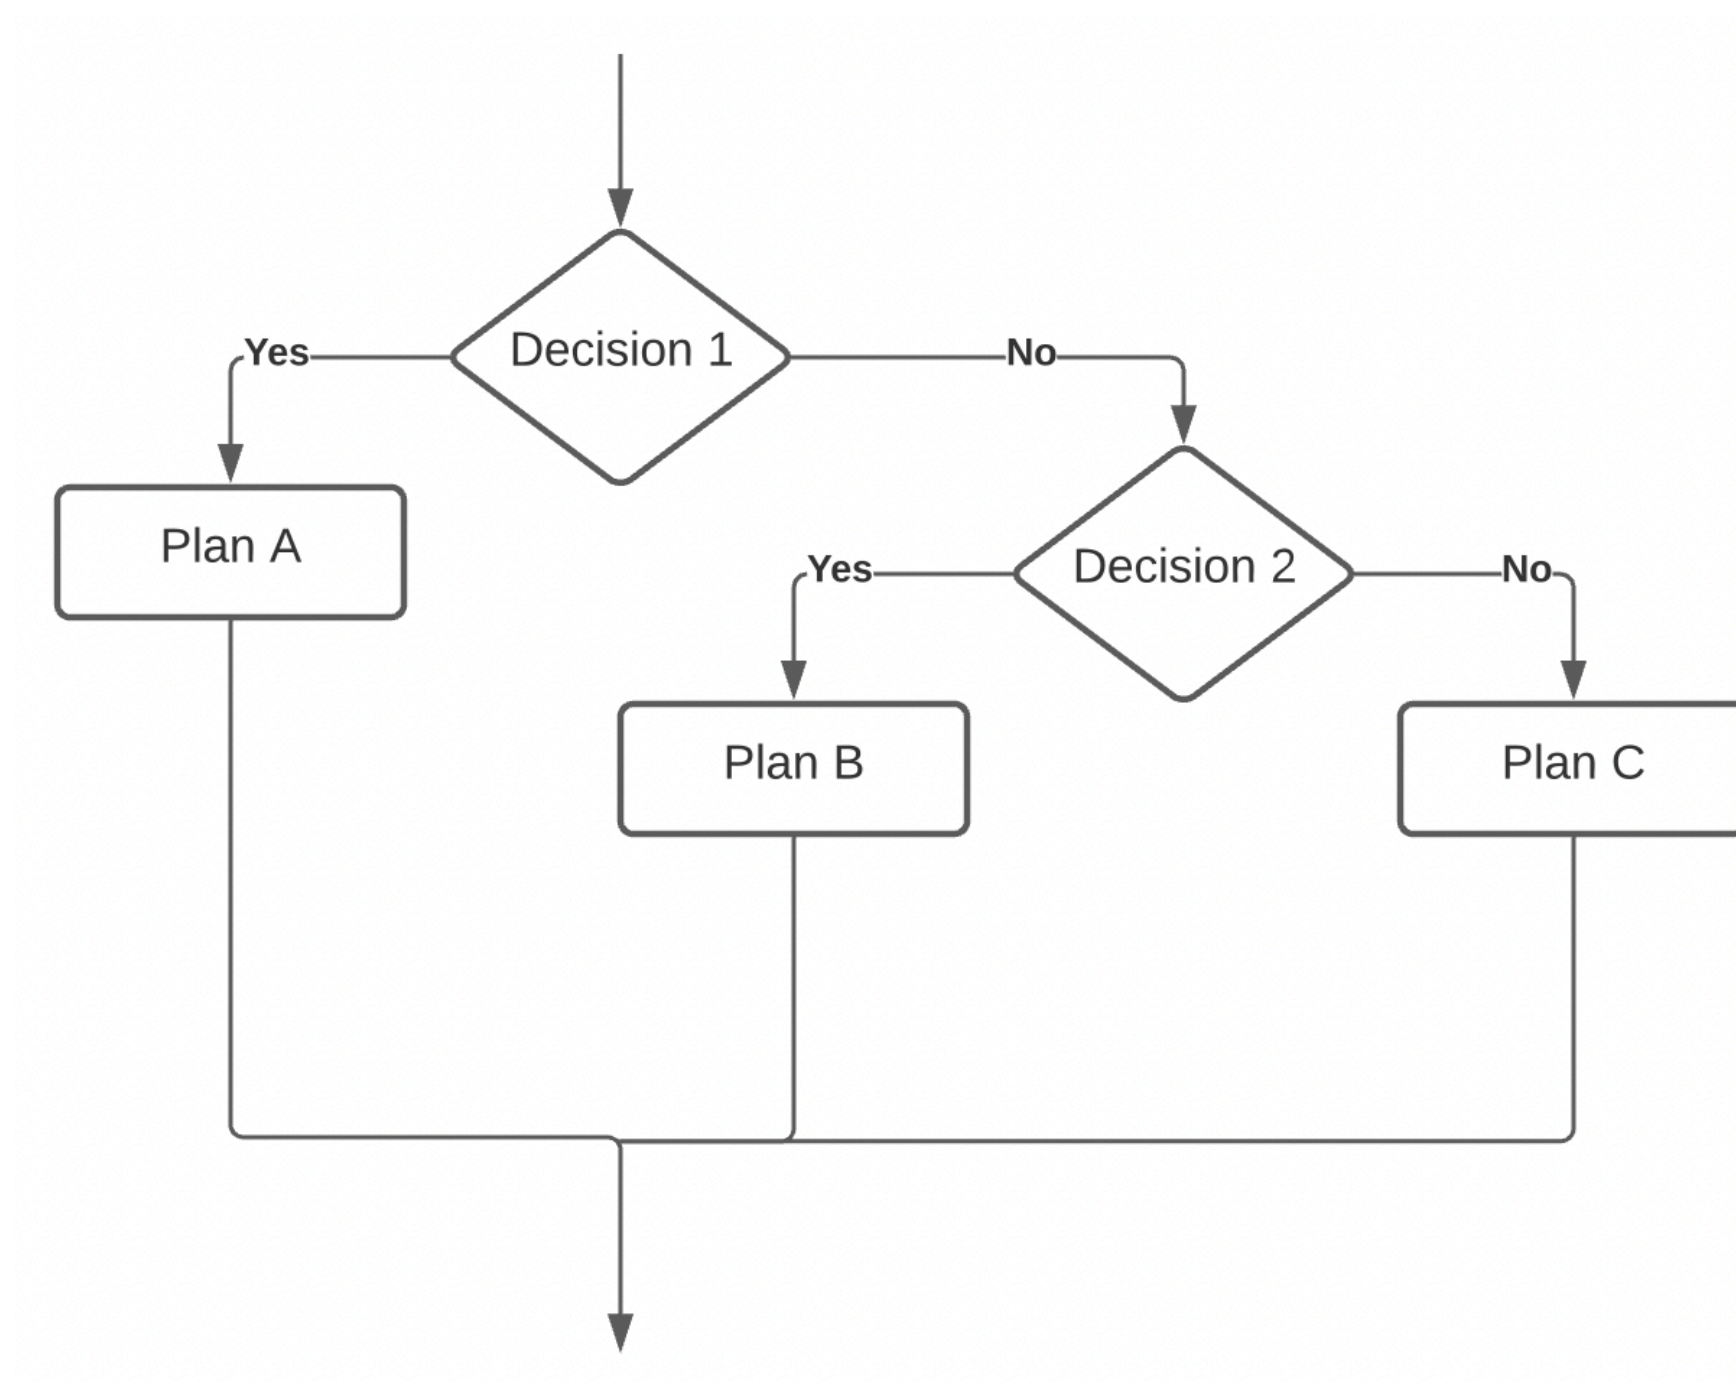 Yes
Decision 1
No
Plan A
Yes
Decision 2
No
Plan B
Plan C